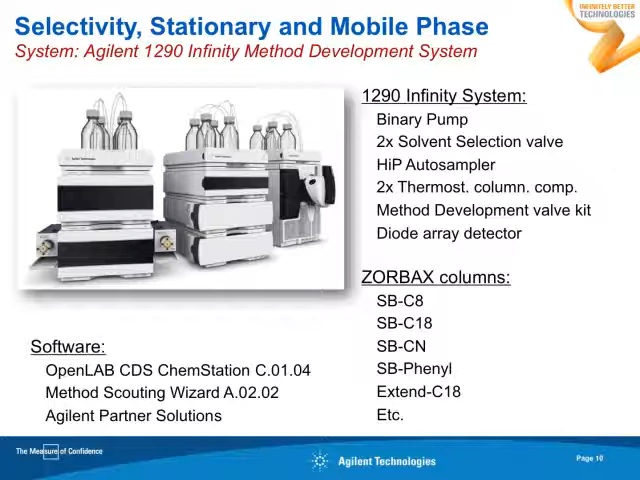 INFINITELY BETTER
TECHNOLOGIES
Selectivity, Stationary and Mobile Phase
System: Agilent 1290 Infinity Method Development System
1290 Infinity System:
Binary Pump
2x Solvent Selection valve
HiP Autosampler
2x Thermost. column. comp.
Method Development valve kit
Diode array detector
ZORBAX columns:
SB-C8
SB-C18
SB-CN
SB-Phenyl
Extend-C18
Etc.
Software:
OpenLAB CDS ChemStation C.01.04
Method Scouting Wizard A.02.02
Agilent Partner Solutions
The Measure of Confidence
Agilent Technologies
Page 10